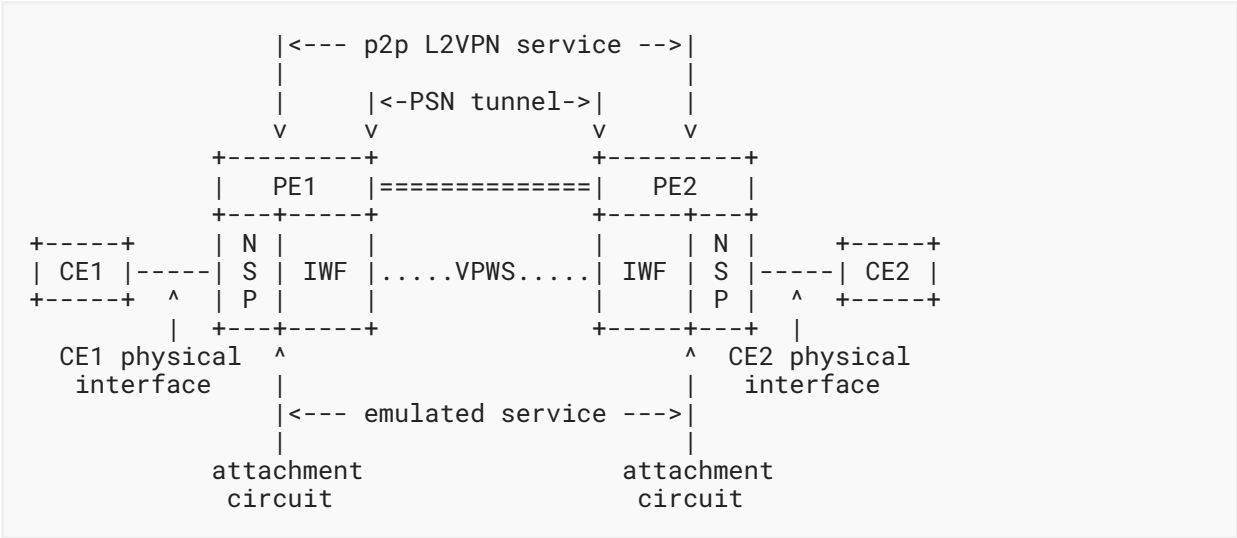 |<--- p2p L2VPN service -->|
|                          |
|     |<-PSN tunnel->|     |
v     v              v     v
+---------+              +---------+
|   PE1   |==============|   PE2   |
+---+-----+              +-----+---+
+-----+     | N |     |              |     | N |     +-----+
| CE1 |-----| S | IWF |.....VPWS.....| IWF | S |-----| CE2 |
+-----+  ^  | P |     |              |     | P |  ^  +-----+
|  +---+-----+              +-----+---+  |
CE1 physical  ^                          ^  CE2 physical
interface    |                          |   interface
|<--- emulated service --->|
|                          |
attachment                 attachment
circuit                    circuit